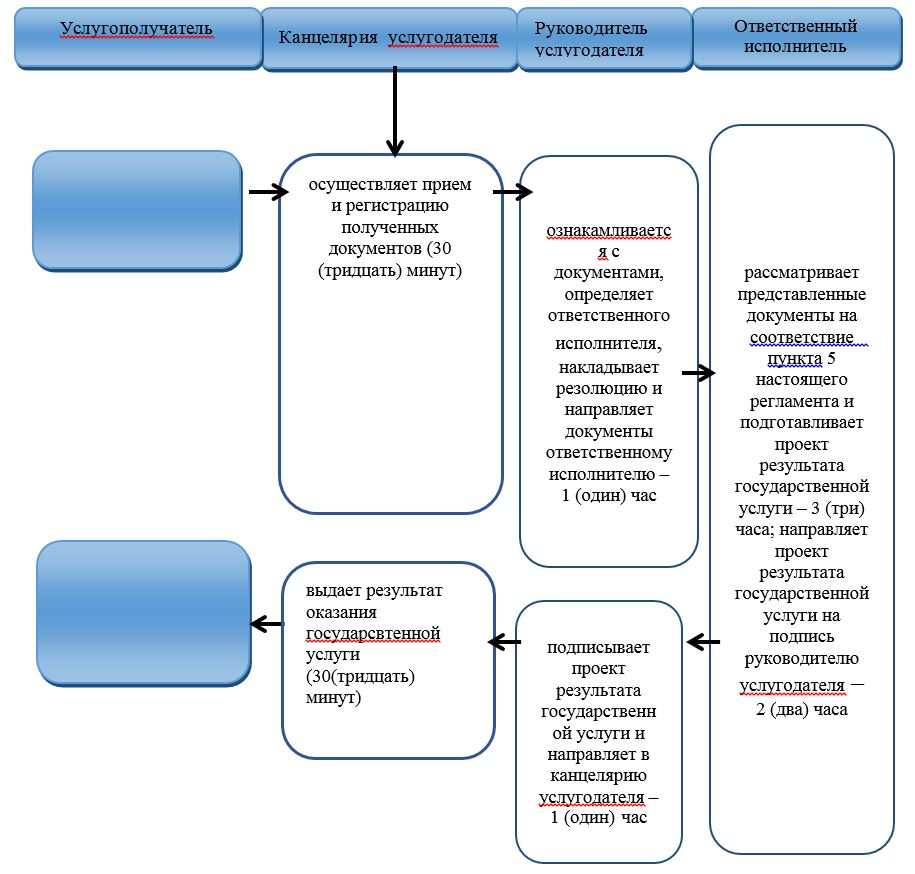 Услугополучатель
Канцелярия услугодателя
Руководитель
услугодателя
Ответственный
исполнитель
осуществляет прием
и регистрацию
полученных
документов (30
(тридцать) минут)
ознакамливаетс
я с
документами,
определяет
ответственного
исполнителя,
накладывает
резолюцию и
направляет
документы
ответственному
исполнителю –
1 (один) час
рассматривает
представленные
документы на
соответствие
пункта 5
настоящего
регламента и
подготавливает
проект
результата
государственной
услуги – 3 (три)
часа; направляет
проект
результата
государственной
услуги на
подпись
руководителю
услугодателя –
2 (два) часа
подписывает
проект
результата
государственн
ой услуги и
направляет в
канцелярию
услугодателя –
1 (один) час
выдает результат
оказания
государсвтенной
услуги
(30(тридцать)
минут)